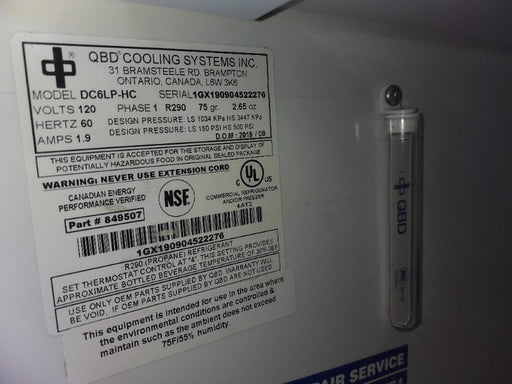 QBD® COOLING SYSTEMS INC.
31 BRAMSTEELE RD. BRAMPTON
ONTARIO, CANADA, L6W 3K6
MODEL DC6LP-HC SERIAL 1GX190904522276
VOLTS 120 PHASE 1 R290 75 gr. 2.65 oz.
HERTZ 60 DESIGN PRESSURE: LS 1034 KPa HS 3447 KPa
DESIGN PRESSURE: LS 150 PSI HS 500 PSI
AMPS 1.9 D.O.M: 2019 / 09
THIS EQUIPMENT IS ACCEPTED FOR THE STORAGE AND DISPLAY OF
POTENTIALLY HAZARDOUS FOOD IN ORIGINAL SEALED PACKAGE.
WARNING: NEVER USE EXTENSION CORD
CANADIAN ENERGY
PERFORMANCE VERIFIED
NSF
UL
COMMERCIAL REFRIGERATOR
AND/OR FREEZER
4AT2
Part # 849507
1GX190904522276
R290 (PROPANE) REFRIGERANT
SET THERMOSTAT CONTROL AT "4" THIS SETTING PROVIDES
APPROXIMATE BOTTLED BEVERAGE TEMPERATURE OF 36F-38F
USE ONLY OEM PARTS SUPPLIED BY QBD WARRANTY WILL
BE VOID, IF OEM PARTS SUPPLIED BY QBD ARE NOT USED.
This equipment is intended for use in the area where
the environmental conditions are controlled &
maintain such as the ambient does not exceed
75F/55% humidity.
QBD
SERVICE